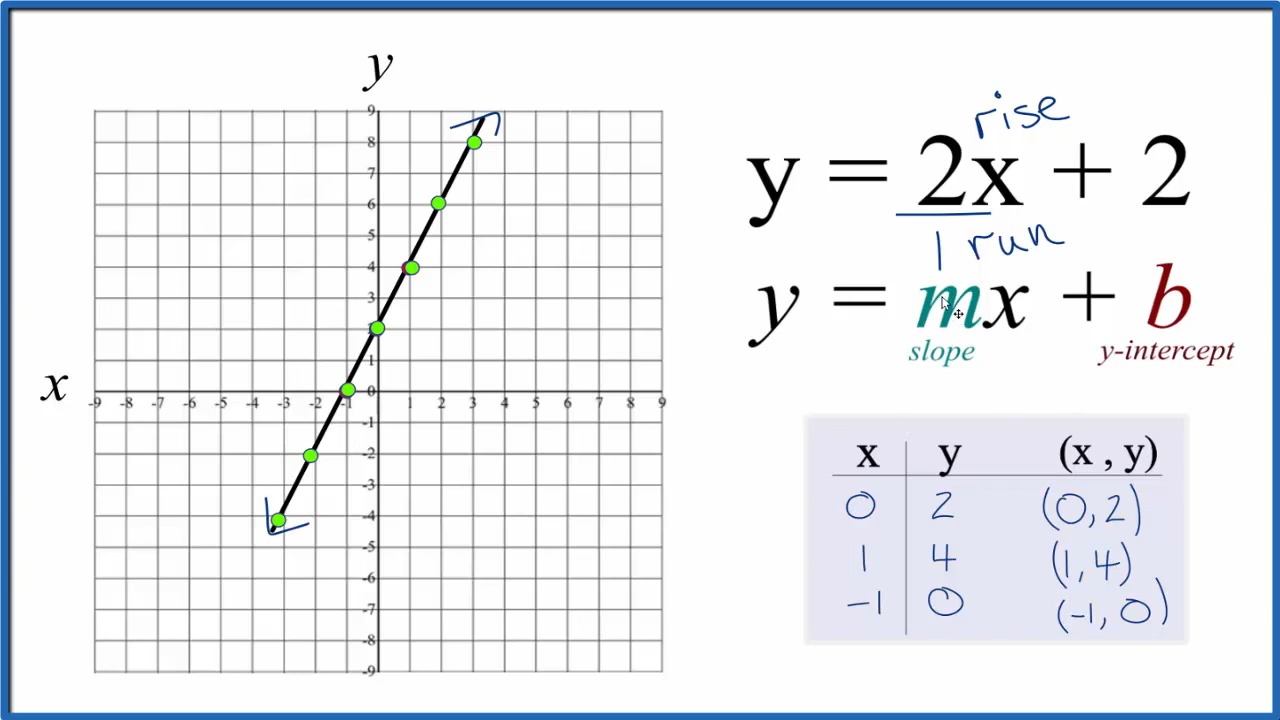 y
9
8
7
6
5
4
3
1
x
0
-9 -8 -7 -6 -5 -4 -3 -2 -1 1 2 3 4 5 6 7 8 9
-1
-2
-3
-4
-5
-6
-7
-8
-9
rise
y = 2x + 2
1 run
y = mx + b
slope y-intercept
x y (x , y)
0 2 (0, 2)
1 4 (1, 4)
-1 0 (-1, 0)